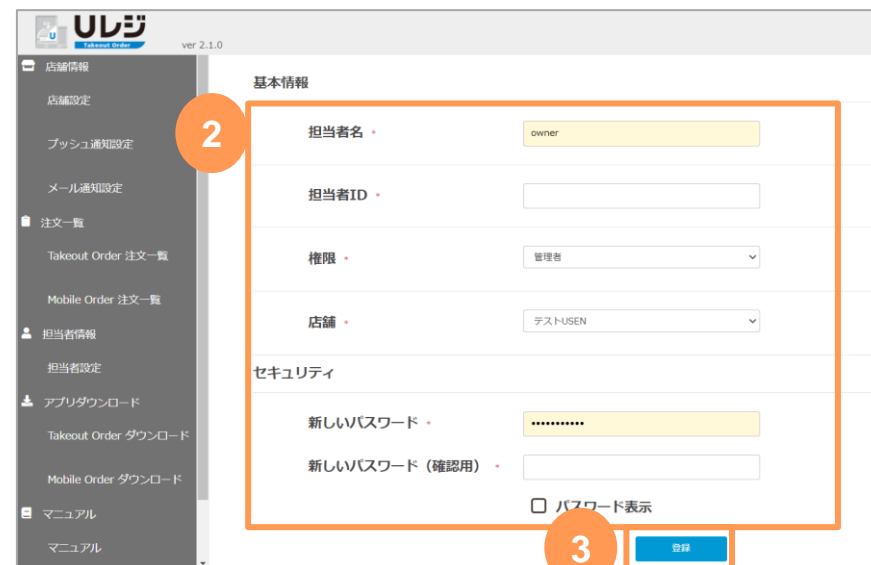 U
Uレジ
Takeout Order
ver 2.1.0
店舗情報
店舗設定
プッシュ通知設定
メール通知設定
注文一覧
Takeout Order 注文一覧
Mobile Order 注文一覧
担当者情報
担当者設定
アプリダウンロード
Takeout Order ダウンロード
Mobile Order ダウンロード
マニュアル
マニュアル
基本情報
2
担当者名 *
owner
担当者ID *
権限 *
管理者
店舗 *
テストUSEN
セキュリティ
新しいパスワード *
•••••••••••
新しいパスワード（確認用） *
パスワード表示
3
登録